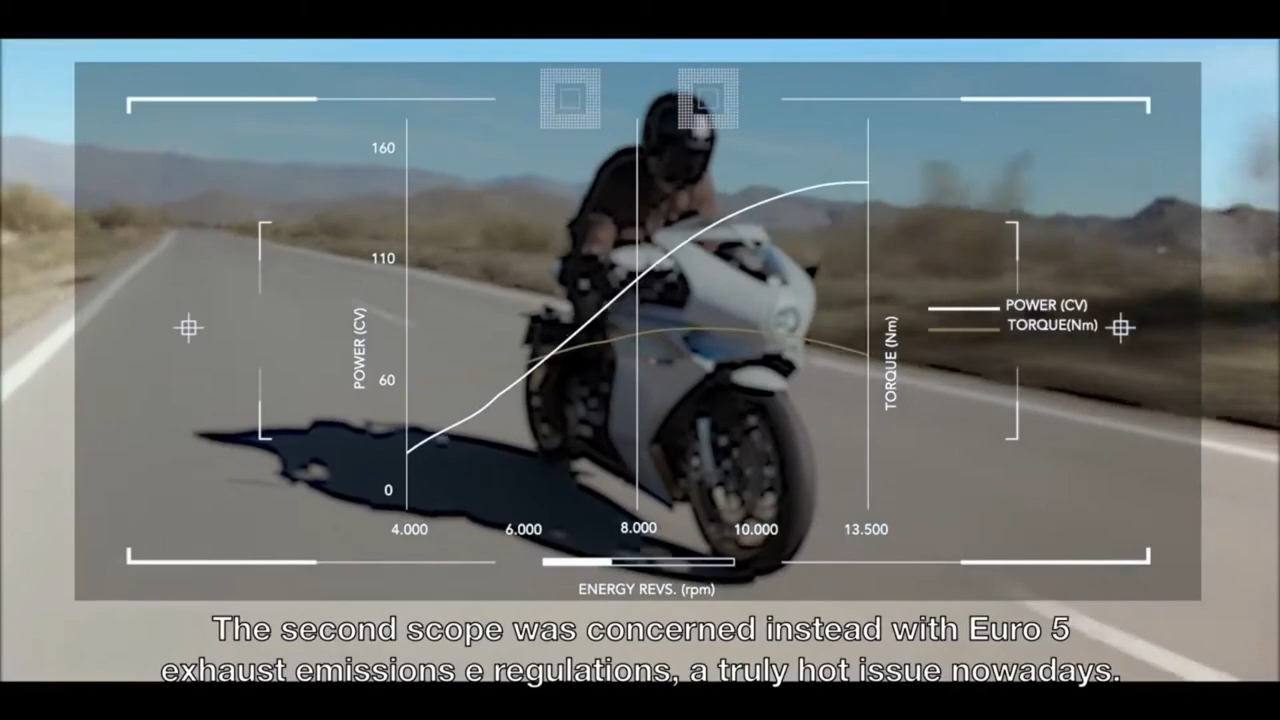 160
110
POWER (CV)
60
0
TORQUE (Nm)
POWER (CV)
TORQUE(Nm)
4.000 6.000 8.000 10.000 13.500
ENERGY REVS. (rpm)
The second scope was concerned instead with Euro 5
exhaust emissions e regulations, a truly hot issue nowadays.